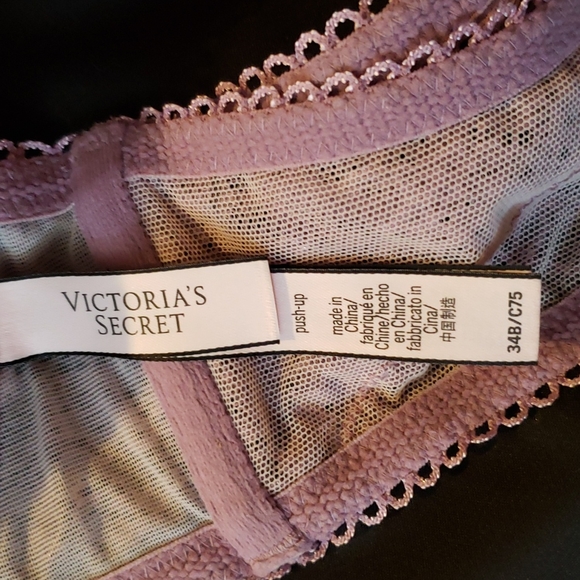 VICTORIA'S
SECRET
push-up
made in
China/
fabriqué en
Chine/hecho
en China/
fabbricato in
Cina/
中国制造
34B/C75